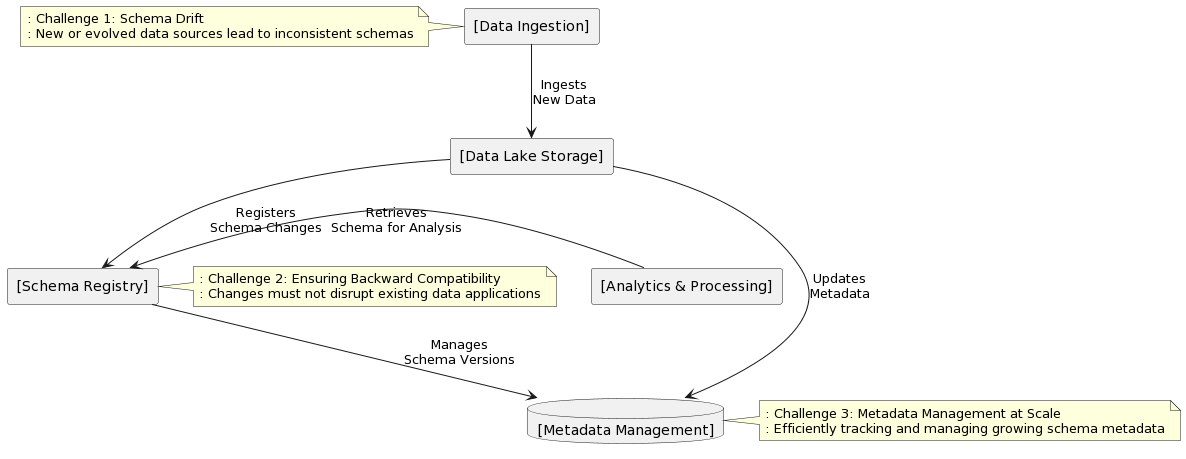 : Challenge 1: Schema Drift
: New or evolved data sources lead to inconsistent schemas
[Data Ingestion]
Ingests
New Data
[Data Lake Storage]
Registers
Schema Changes
Retrieves
Schema for Analysis
[Schema Registry]
: Challenge 2: Ensuring Backward Compatibility
: Changes must not disrupt existing data applications
[Analytics & Processing]
Updates
Metadata
Manages
Schema Versions
[Metadata Management]
: Challenge 3: Metadata Management at Scale
: Efficiently tracking and managing growing schema metadata